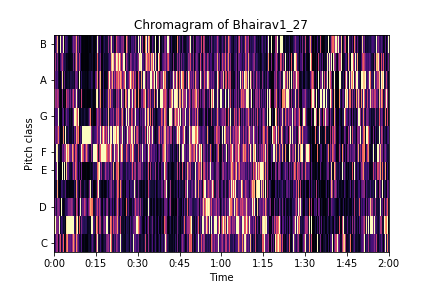 Chromagram of Bhairav1_27
B
A
G
F
E
D
C
Pitch class
0:00 0:15 0:30 0:45 1:00 1:15 1:30 1:45 2:00
Time